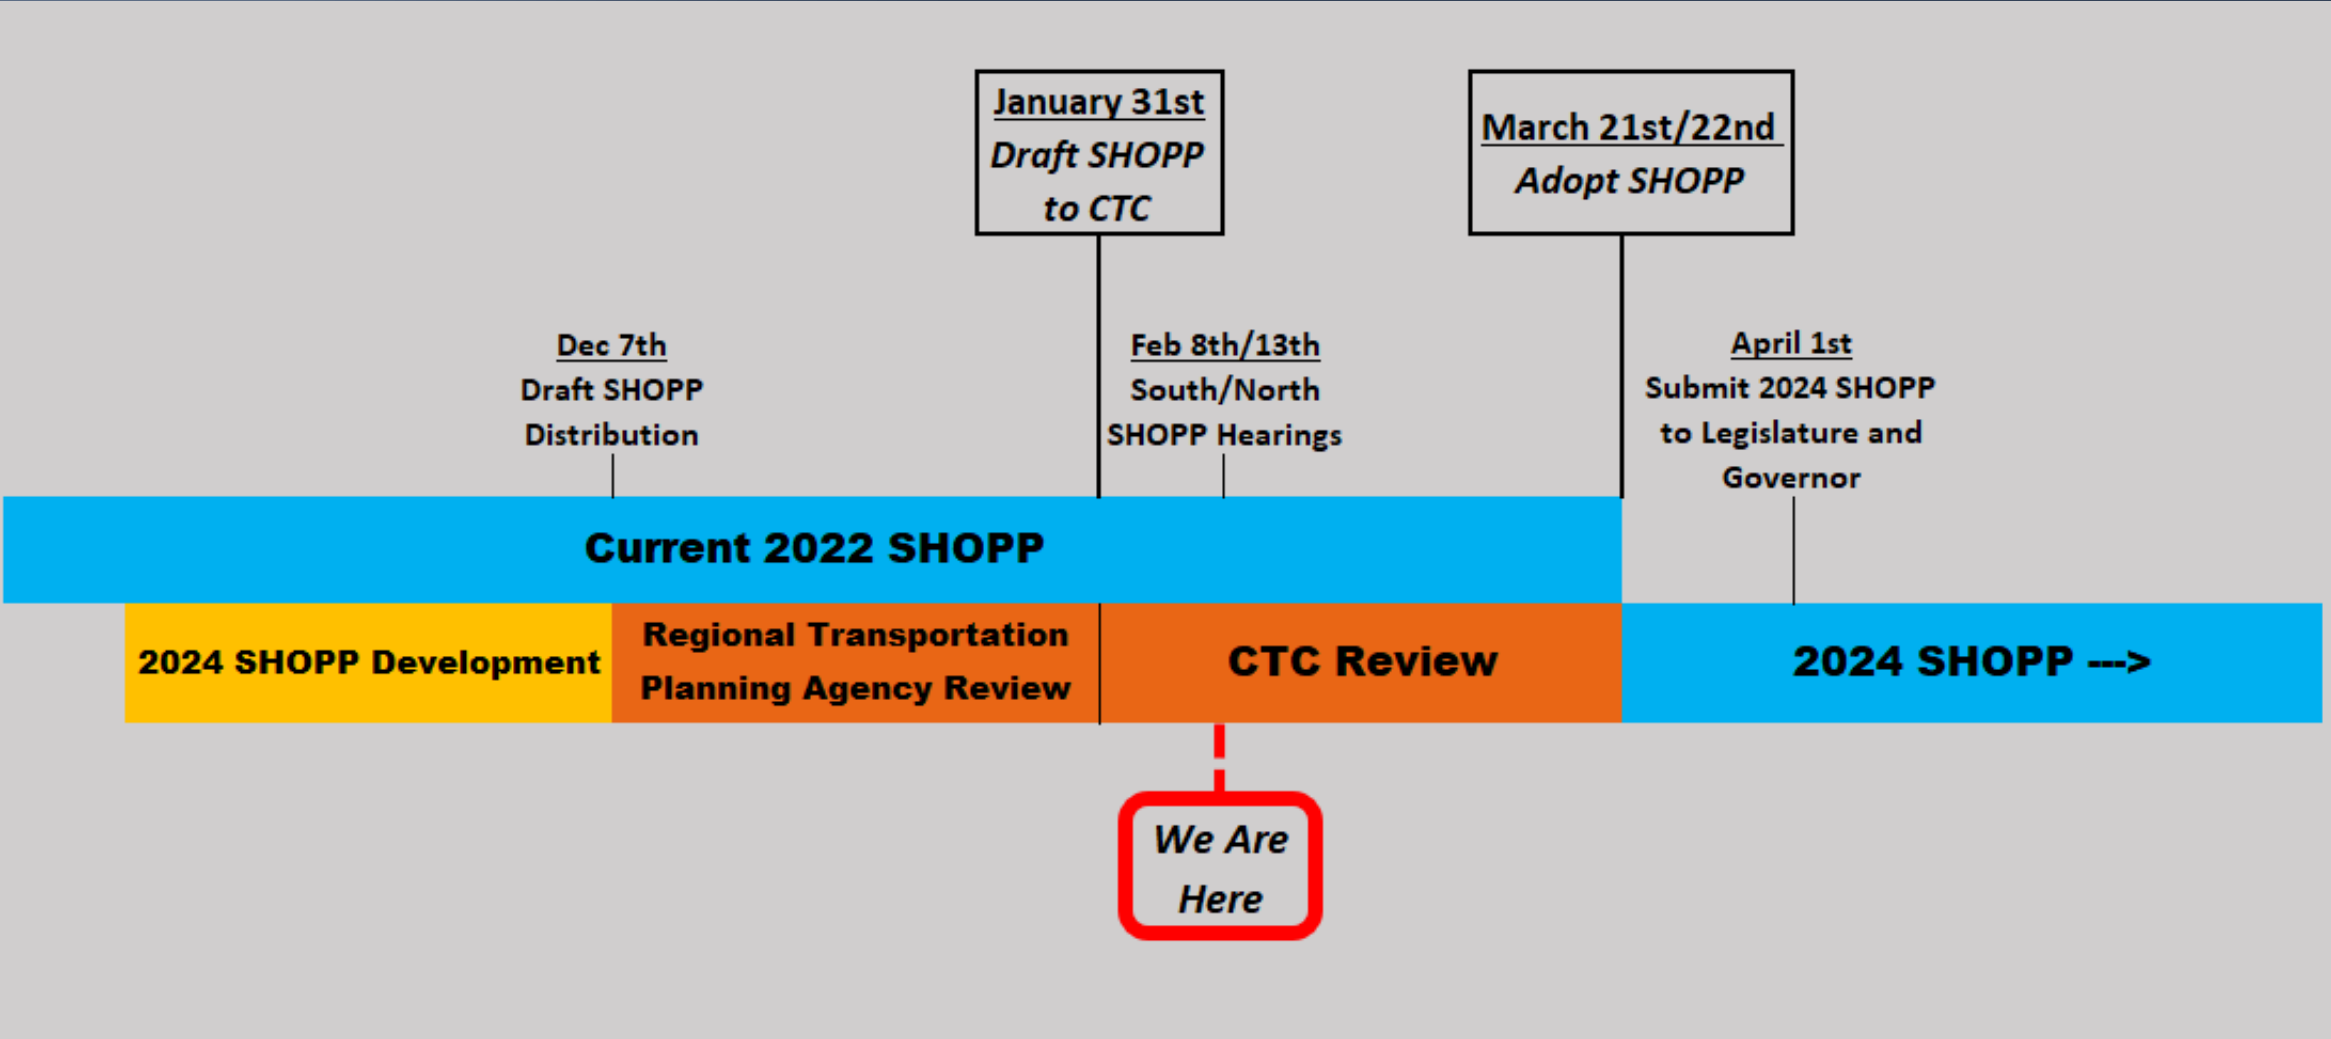 January 31st
Draft SHOPP
to CTC
March 21st/22nd
Adopt SHOPP
Dec 7th
Draft SHOPP
Distribution
Feb 8th/13th
South/North
SHOPP Hearings
April 1st
Submit 2024 SHOPP
to Legislature and
Governor
Current 2022 SHOPP
2024 SHOPP Development
Regional Transportation
Planning Agency Review
CTC Review
2024 SHOPP --->
We Are
Here